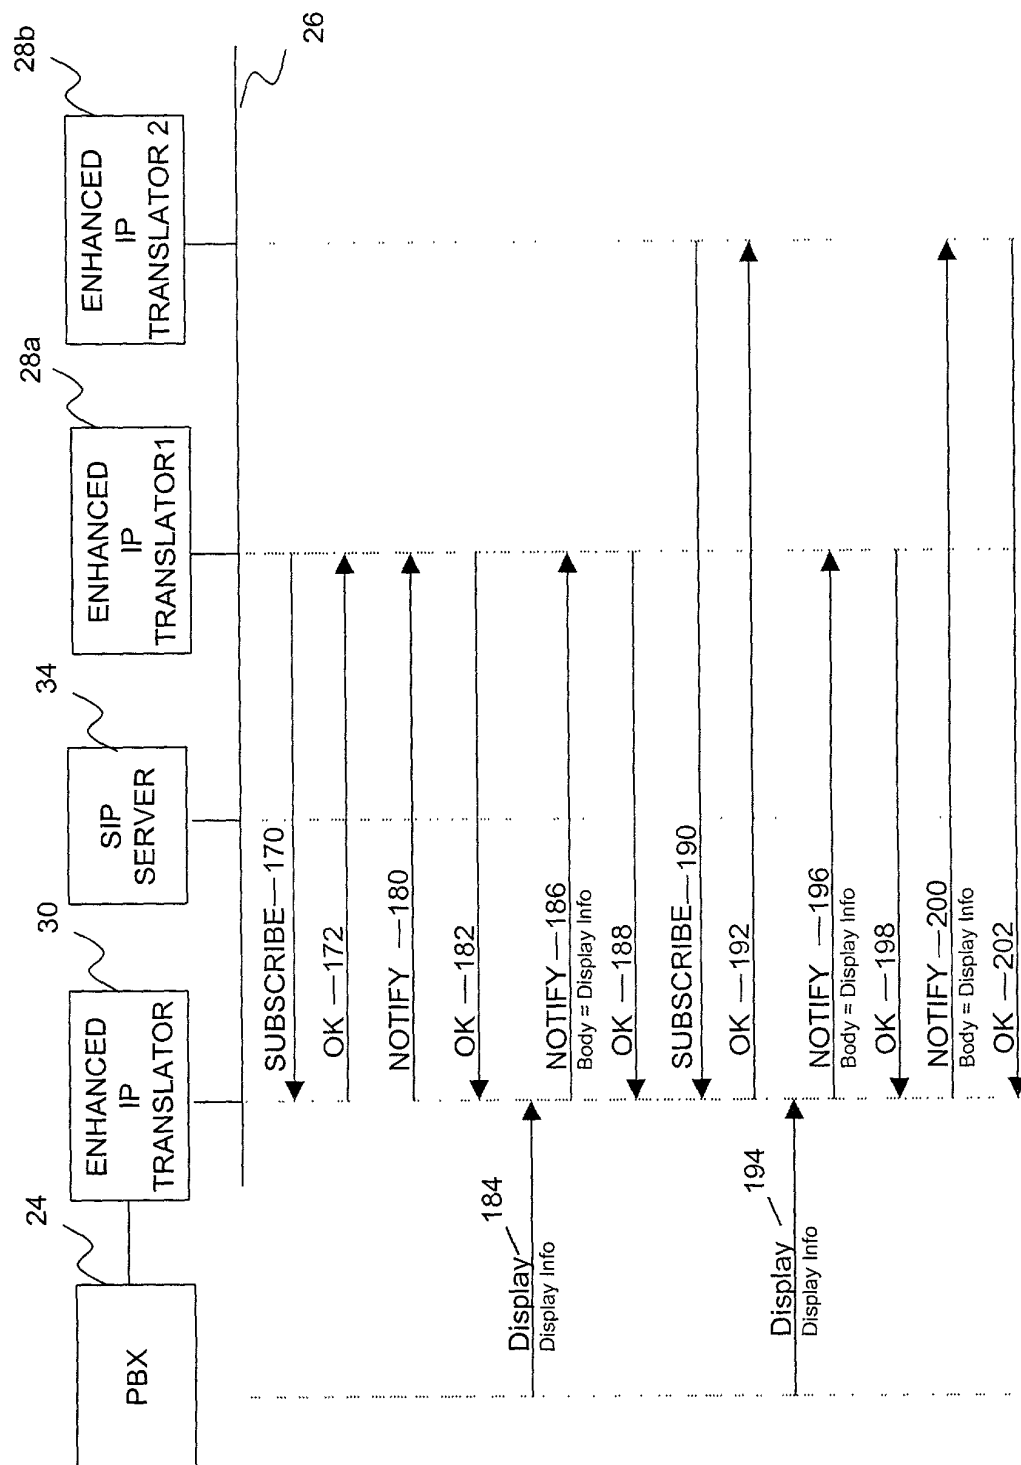 24
PBX
30
ENHANCED
IP
TRANSLATOR
34
SIP
SERVER
28a
ENHANCED
IP
TRANSLATOR1
28b
ENHANCED
IP
TRANSLATOR 2
26
SUBSCRIBE—170
OK —172
NOTIFY —180
OK —182
Display 184
Display Info
NOTIFY —186
Body = Display Info
OK —188
SUBSCRIBE—190
OK —192
Display 194
Display Info
NOTIFY —196
Body = Display Info
OK —198
NOTIFY —200
Body = Display Info
OK —202